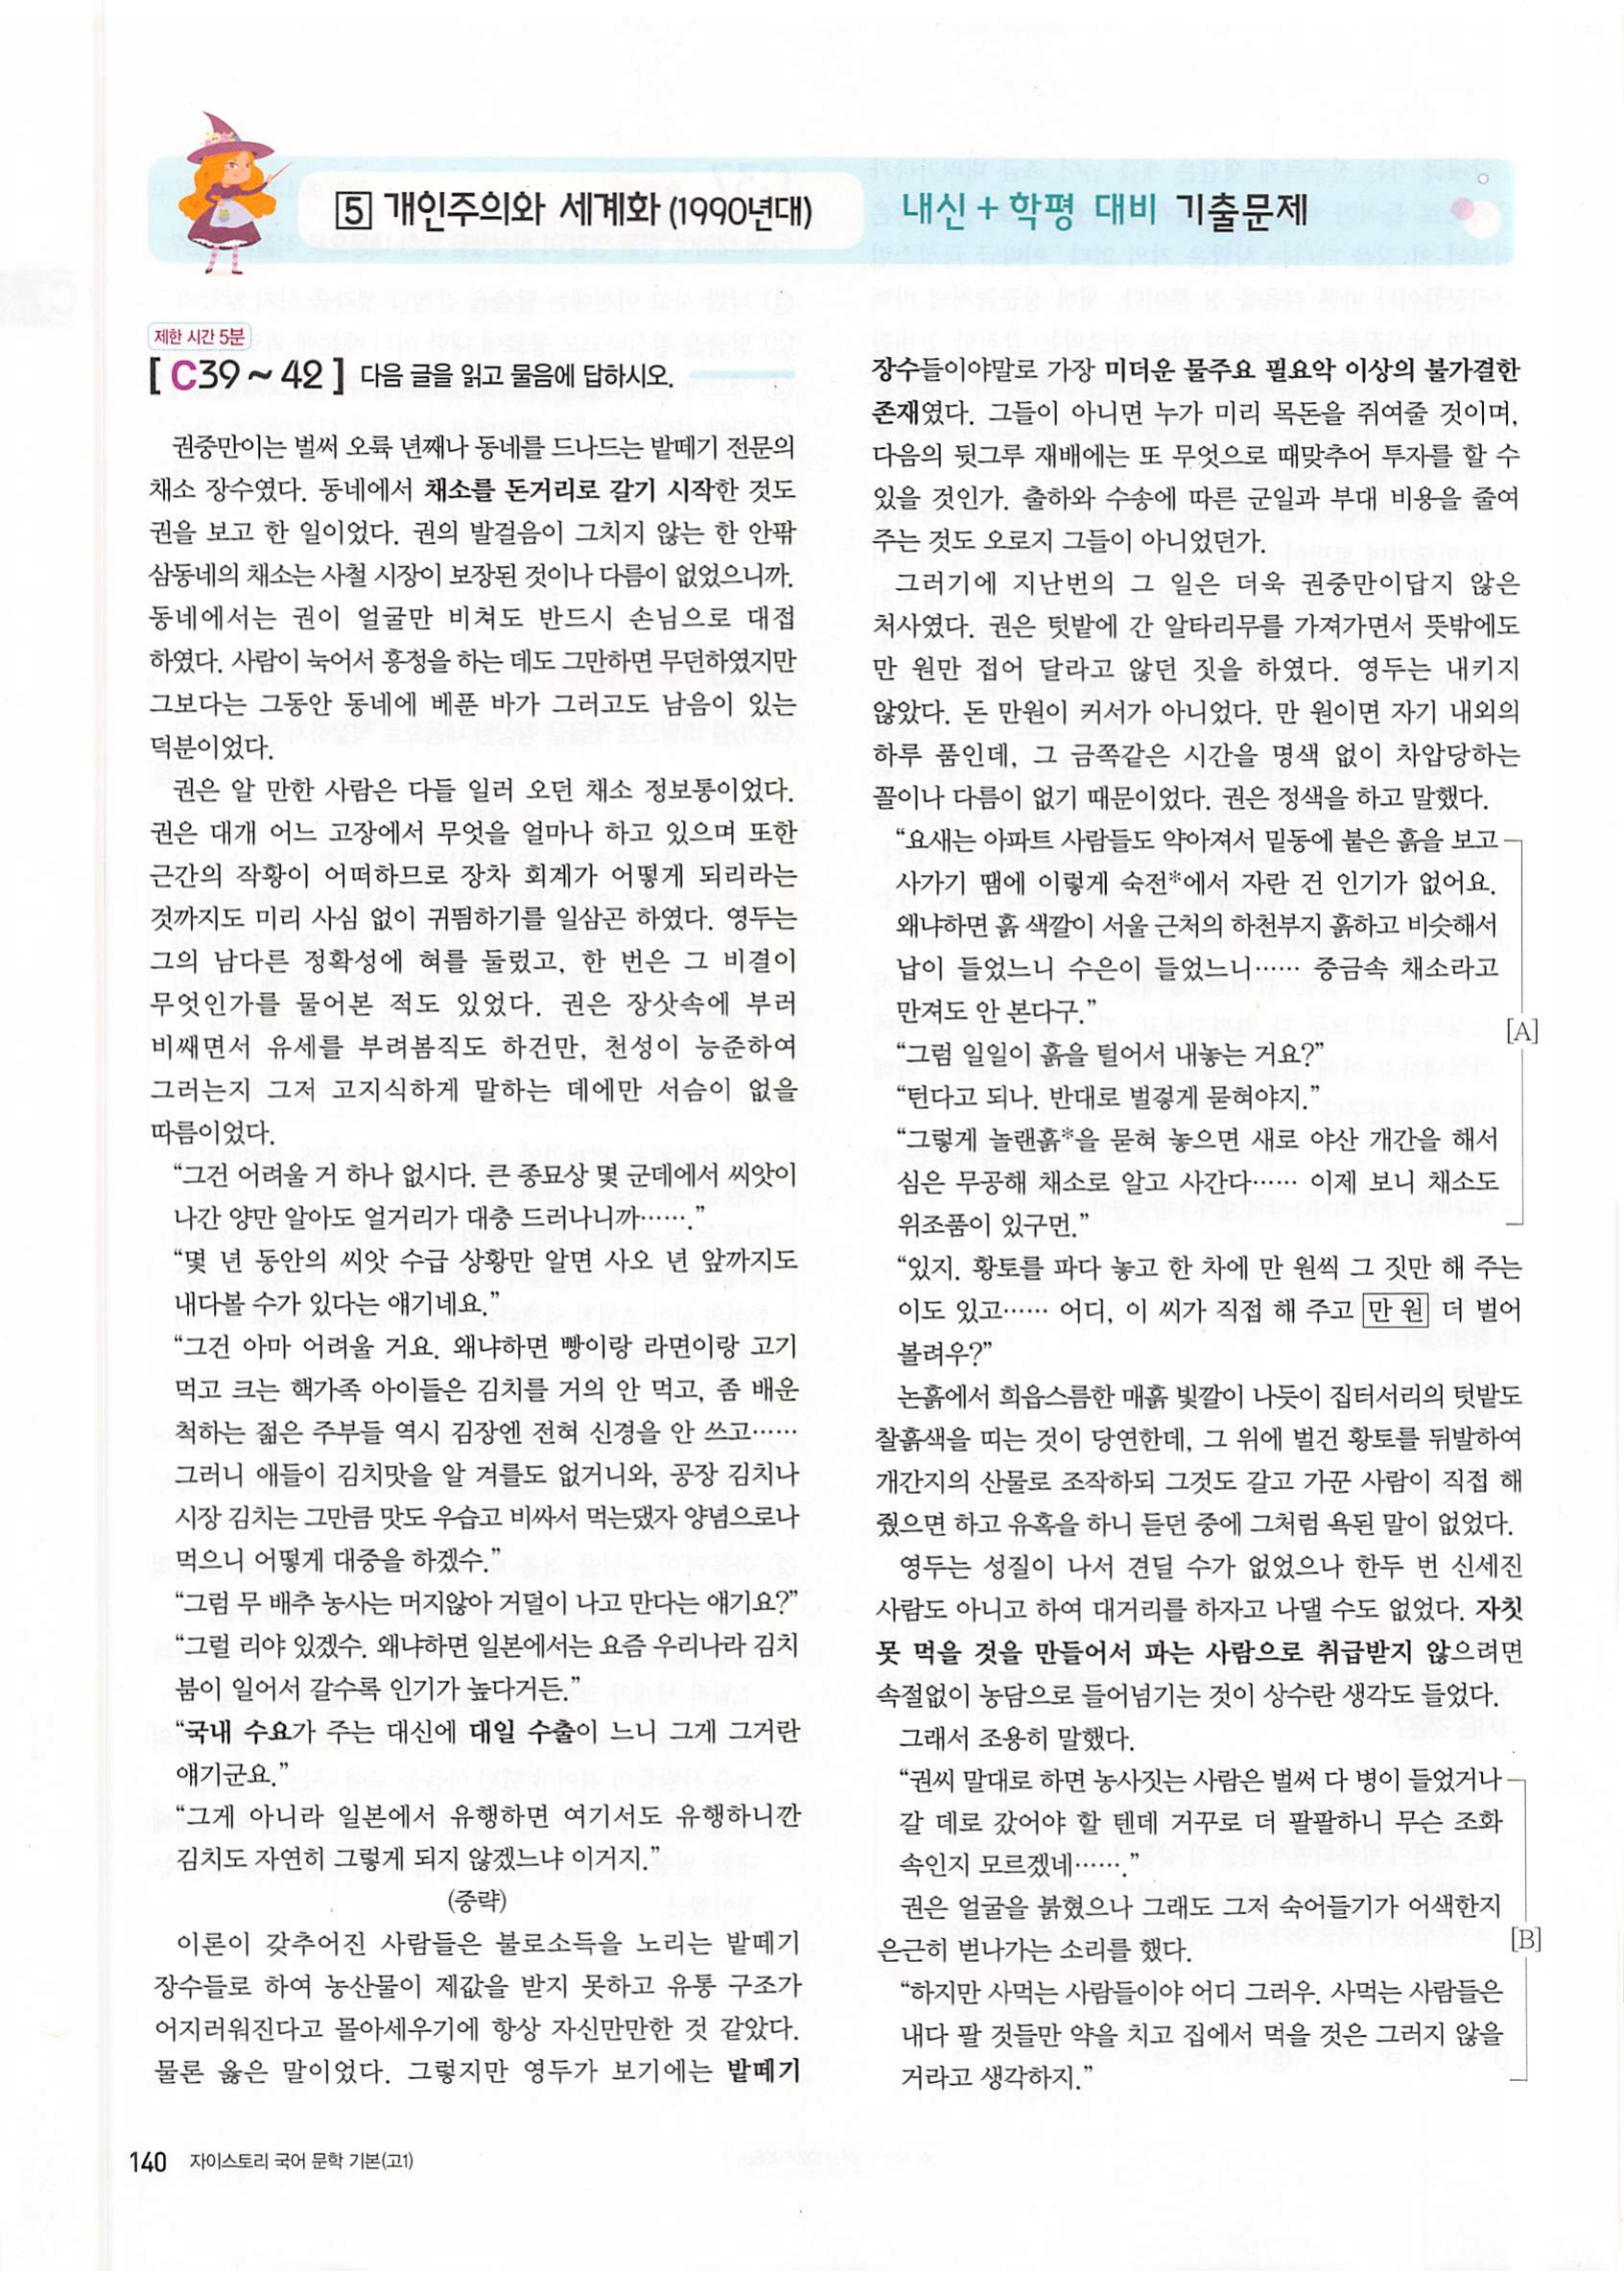 5 개인주의와 세계화 (1990년대)
내신 + 학평 대비 기출문제
제한 시간 5분
[ C39 ~ 42 ] 다음 글을 읽고 물음에 답하시오.
권중만이는 벌써 오륙 년째나 동네를 드나드는 밭떼기 전문의
채소 장수였다. 동네에서 채소를 돈거리로 갈기 시작한 것도
권을 보고 한 일이었다. 권의 발걸음이 그치지 않는 한 안팎
삼동네의 채소는 사철 시장이 보장된 것이나 다름이 없었으니까.
동네에서는 권이 얼굴만 비쳐도 반드시 손님으로 대접
하였다. 사람이 눅어서 흥정을 하는 데도 그만하면 무던하였지만
그보다는 그동안 동네에 베푼 바가 그러고도 남음이 있는
덕분이었다.
권은 알 만한 사람은 다들 일러 오던 채소 정보통이었다.
권은 대개 어느 고장에서 무엇을 얼마나 하고 있으며 또한
근간의 작황이 어떠하므로 장차 회계가 어떻게 되리라는
것까지도 미리 사심 없이 귀띔하기를 일삼곤 하였다. 영두는
그의 남다른 정확성에 혀를 둘렀고, 한 번은 그 비결이
무엇인가를 물어본 적도 있었다. 권은 장삿속에 부러
비쌔면서 유세를 부려봄직도 하건만, 천성이 능준하여
그러는지 그저 고지식하게 말하는 데에만 서슴이 없을
따름이었다.
“그건 어려울 거 하나 없시다. 큰 종묘상 몇 군데에서 씨앗이
나간 양만 알아도 얼거리가 대충 드러나니까…….”
“몇 년 동안의 씨앗 수급 상황만 알면 사오 년 앞까지도
내다볼 수가 있다는 얘기네요.”
“그건 아마 어려울 거요. 왜냐하면 빵이랑 라면이랑 고기
먹고 크는 핵가족 아이들은 김치를 거의 안 먹고, 좀 배운
척하는 젊은 주부들 역시 김장엔 전혀 신경을 안 쓰고……
그러니 애들이 김치맛을 알 겨를도 없거니와, 공장 김치나
시장 김치는 그만큼 맛도 우습고 비싸서 먹는댔자 양념으로나
먹으니 어떻게 대중을 하겠수.”
“그럼 무 배추 농사는 머지않아 거덜이 나고 만다는 얘기요?”
“그럴 리야 있겠수. 왜냐하면 일본에서는 요즘 우리나라 김치
붐이 일어서 갈수록 인기가 높다거든.”
“국내 수요가 주는 대신에 대일 수출이 느니 그게 그거란
얘기군요.”
“그게 아니라 일본에서 유행하면 여기서도 유행하니깐
김치도 자연히 그렇게 되지 않겠느냐 이거지.”
(중략)
이론이 갖추어진 사람들은 불로소득을 노리는 밭떼기
장수들로 하여 농산물이 제값을 받지 못하고 유통 구조가
어지러워진다고 몰아세우기에 항상 자신만만한 것 같았다.
물론 옳은 말이었다. 그렇지만 영두가 보기에는 밭떼기
장수들이야말로 가장 미더운 물주요 필요악 이상의 불가결한
존재였다. 그들이 아니면 누가 미리 목돈을 쥐여줄 것이며,
다음의 뒷그루 재배에는 또 무엇으로 때맞추어 투자를 할 수
있을 것인가. 출하와 수송에 따른 군일과 부대 비용을 줄여
주는 것도 오로지 그들이 아니었던가.
그러기에 지난번의 그 일은 더욱 권중만이답지 않은
처사였다. 권은 텃밭에 간 알타리무를 가져가면서 뜻밖에도
만 원만 접어 달라고 않던 짓을 하였다. 영두는 내키지
않았다. 돈 만원이 커서가 아니었다. 만 원이면 자기 내외의
하루 품인데, 그 금쪽같은 시간을 명색 없이 차압당하는
꼴이나 다름이 없기 때문이었다. 권은 정색을 하고 말했다.
“요새는 아파트 사람들도 약아져서 밑동에 붙은 흙을 보고
사가기 땜에 이렇게 숙전*에서 자란 건 인기가 없어요.
왜냐하면 흙 색깔이 서울 근처의 하천부지 흙하고 비슷해서
납이 들었느니 수은이 들었느니…… 중금속 채소라고
만져도 안 본다구.”
[A]
“그럼 일일이 흙을 털어서 내놓는 거요?”
“턴다고 되나. 반대로 벌겋게 묻혀야지.”
“그렇게 놀랜흙*을 묻혀 놓으면 새로 야산 개간을 해서
심은 무공해 채소로 알고 사간다…… 이제 보니 채소도
위조품이 있구먼.”
“있지. 황토를 파다 놓고 한 차에 만 원씩 그 짓만 해 주는
이도 있고…… 어디, 이 씨가 직접 해 주고 만 원 더 벌어
볼려우?”
논흙에서 희읍스름한 매흙 빛깔이 나듯이 집터서리의 텃밭도
찰흙색을 띠는 것이 당연한데, 그 위에 벌건 황토를 뒤발하여
개간지의 산물로 조작하되 그것도 갈고 가꾼 사람이 직접 해
줬으면 하고 유혹을 하니 듣던 중에 그처럼 욕된 말이 없었다.
영두는 성질이 나서 견딜 수가 없었으나 한두 번 신세진
사람도 아니고 하여 대거리를 하자고 나댈 수도 없었다. 자칫
못 먹을 것을 만들어서 파는 사람으로 취급받지 않으려면
속절없이 농담으로 들어넘기는 것이 상수란 생각도 들었다.
그래서 조용히 말했다.
“권씨 말대로 하면 농사짓는 사람은 벌써 다 병이 들었거나
갈 데로 갔어야 할 텐데 거꾸로 더 팔팔하니 무슨 조화
속인지 모르겠네…….”
권은 얼굴을 붉혔으나 그래도 그저 숙어들기가 어색한지
은근히 벋나가는 소리를 했다.
[B]
“하지만 사먹는 사람들이야 어디 그러우. 사먹는 사람들은
내다 팔 것들만 약을 치고 집에서 먹을 것은 그러지 않을
거라고 생각하지.”
140 자이스토리 국어 문학 기본(고1)